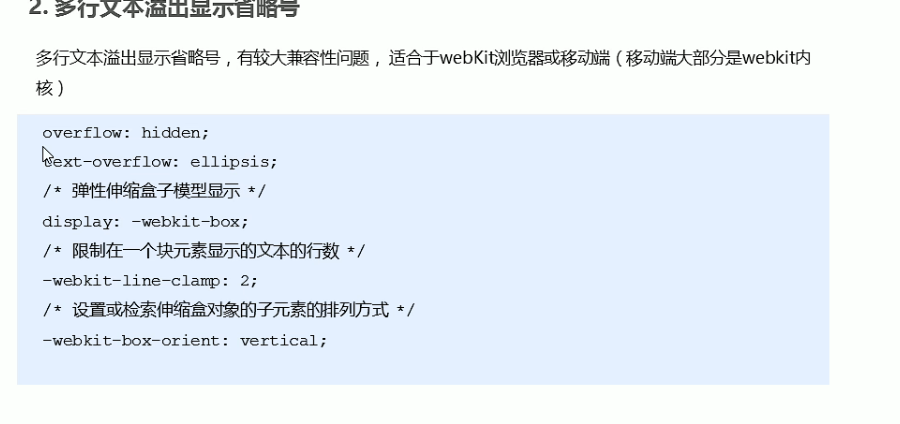 2. 多行文本溢出显示省略号
多行文本溢出显示省略号，有较大兼容性问题， 适合于webKit浏览器或移动端（移动端大部分是webkit内
核）
overflow: hidden;
text-overflow: ellipsis;
/* 弹性伸缩盒子模型显示 */
display: -webkit-box;
/* 限制在一个块元素显示的文本的行数 */
-webkit-line-clamp: 2;
/* 设置或检索伸缩盒对象的子元素的排列方式 */
-webkit-box-orient: vertical;